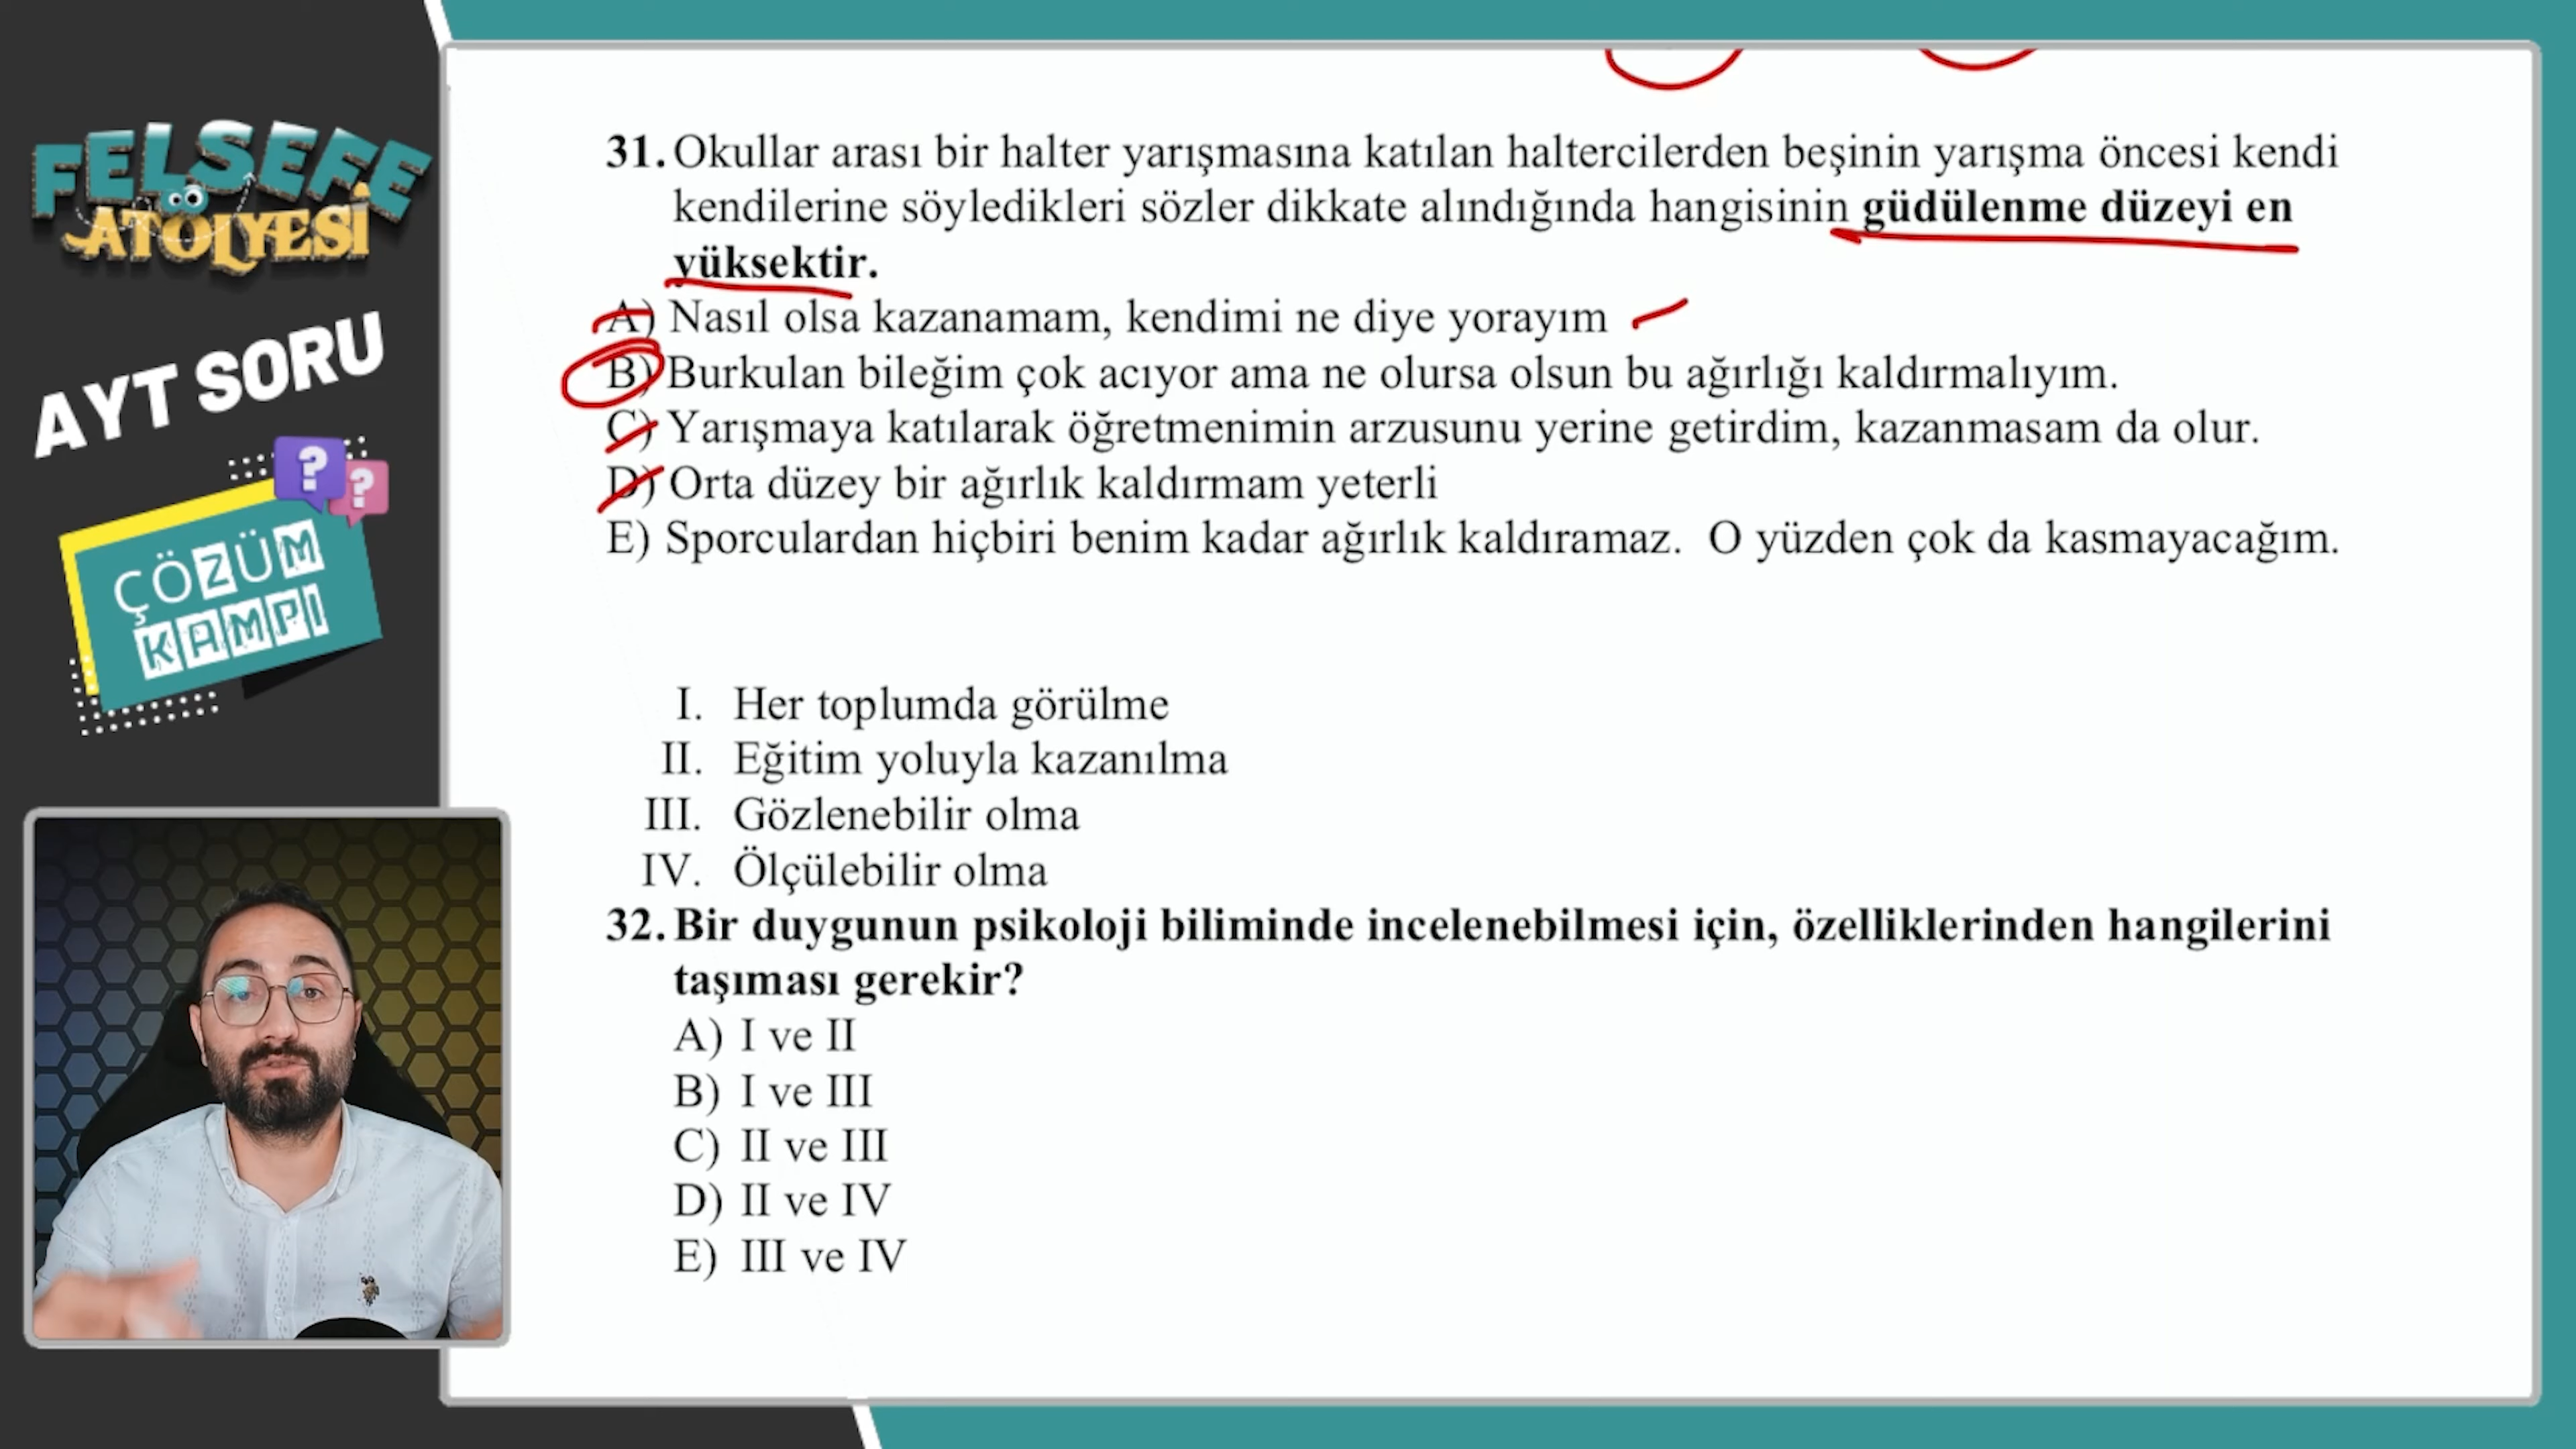 FELSEFE
ATÖLYESİ
AYT SORU
? ?
ÇÖZÜM
KAMPI
31. Okullar arası bir halter yarışmasına katılan haltercilerden beşinin yarışma öncesi kendi
kendilerine söyledikleri sözler dikkate alındığında hangisinin güdülenme düzeyi en
yüksektir.
A) Nasıl olsa kazanamam, kendimi ne diye yorayım
B) Burkulan bileğim çok acıyor ama ne olursa olsun bu ağırlığı kaldırmalıyım.
C) Yarışmaya katılarak öğretmenimin arzusunu yerine getirdim, kazanmasam da olur.
D) Orta düzey bir ağırlık kaldırmam yeterli
E) Sporculardan hiçbiri benim kadar ağırlık kaldıramaz. O yüzden çok da kasmayacağım.
I. Her toplumda görülme
II. Eğitim yoluyla kazanılma
III. Gözlenebilir olma
IV. Ölçülebilir olma
32. Bir duygunun psikoloji biliminde incelenebilmesi için, özelliklerinden hangilerini
taşıması gerekir?
A) I ve II
B) I ve III
C) II ve III
D) II ve IV
E) III ve IV